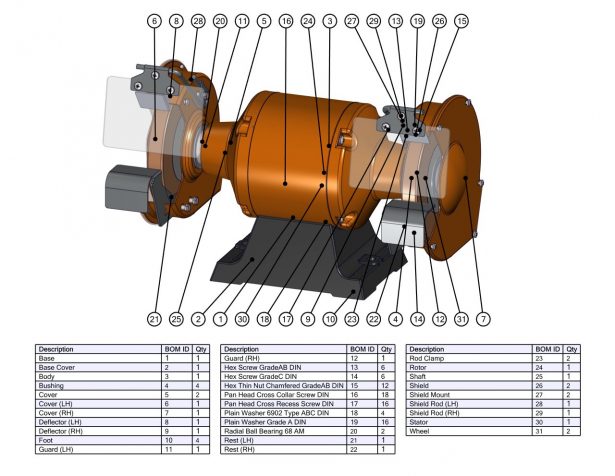 6 8 28 20 11 5 16 24 3 27 29 13 19 26 15
21 25 2 1 30 18 17 9 10 23 22 4 14 12 31 7
Description BOM ID Qty
Base 1 1
Base Cover 2 1
Body 3 1
Bushing 4 4
Cover 5 2
Cover (LH) 6 1
Cover (RH) 7 1
Deflector (LH) 8 1
Deflector (RH) 9 1
Foot 10 4
Guard (LH) 11 1
Description BOM ID Qty
Guard (RH) 12 1
Hex Screw GradeAB DIN 13 6
Hex Screw GradeC DIN 14 6
Hex Thin Nut Chamfered GradeAB DIN 15 12
Pan Head Cross Collar Screw DIN 16 18
Pan Head Cross Recess Screw DIN 17 16
Plain Washer 6902 Type ABC DIN 18 4
Plain Washer Grade A DIN 19 16
Radial Ball Bearing 68 AM 20 2
Rest (LH) 21 1
Rest (RH) 22 1
Description BOM ID Qty
Rod Clamp 23 2
Rotor 24 1
Shaft 25 1
Shield 26 2
Shield Mount 27 2
Shield Rod (LH) 28 1
Shield Rod (RH) 29 1
Stator 30 1
Wheel 31 2